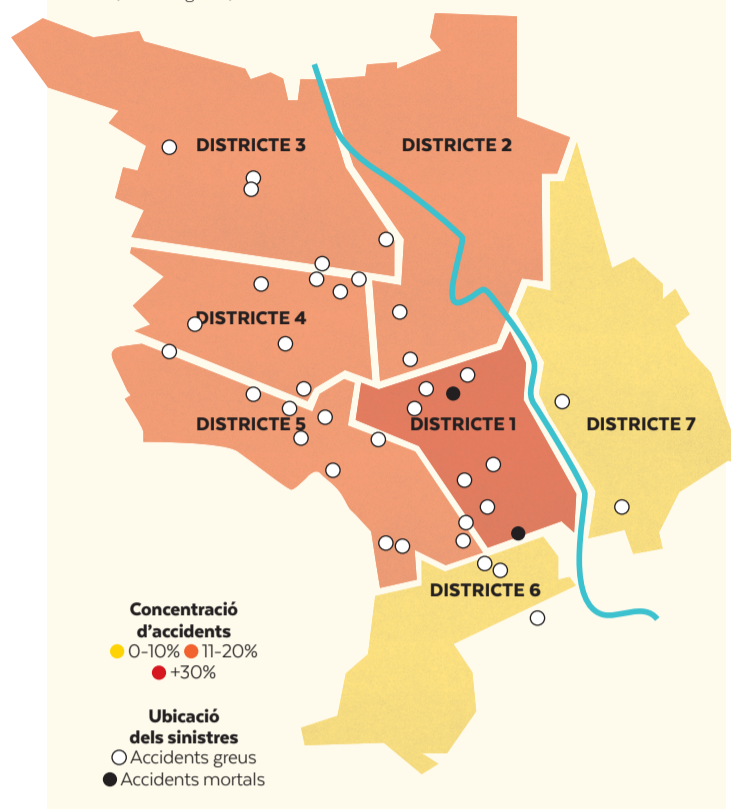 DISTRICTE 3
DISTRICTE 2
DISTRICTE 4
DISTRICTE 5
DISTRICTE 1
DISTRICTE 7
DISTRICTE 6
Concentració
d'accidents
0-10% 11-20%
+30%
Ubicació
dels sinistres
Accidents greus
Accidents mortals